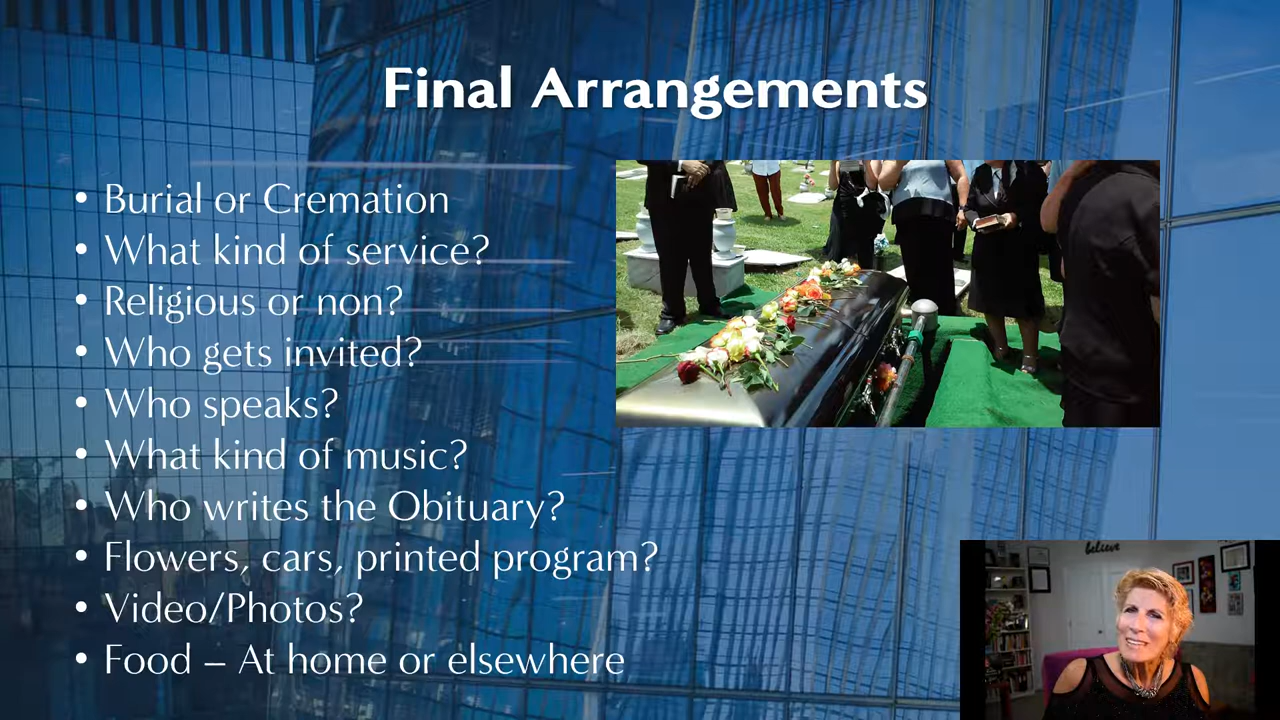 Final Arrangements
• Burial or Cremation
• What kind of service?
• Religious or non?
• Who gets invited?
• Who speaks?
• What kind of music?
• Who writes the Obituary?
• Flowers, cars, printed program?
• Video/Photos?
• Food – At home or elsewhere
believe